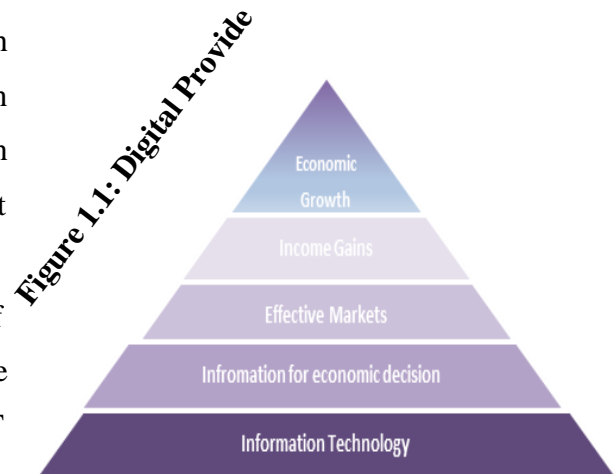 n
n
n
t
f
e
Figure 1.1: Digital Provide
Economic
Growth
Income Gains
Effective Markets
Infromation for economic decision
Information Technology